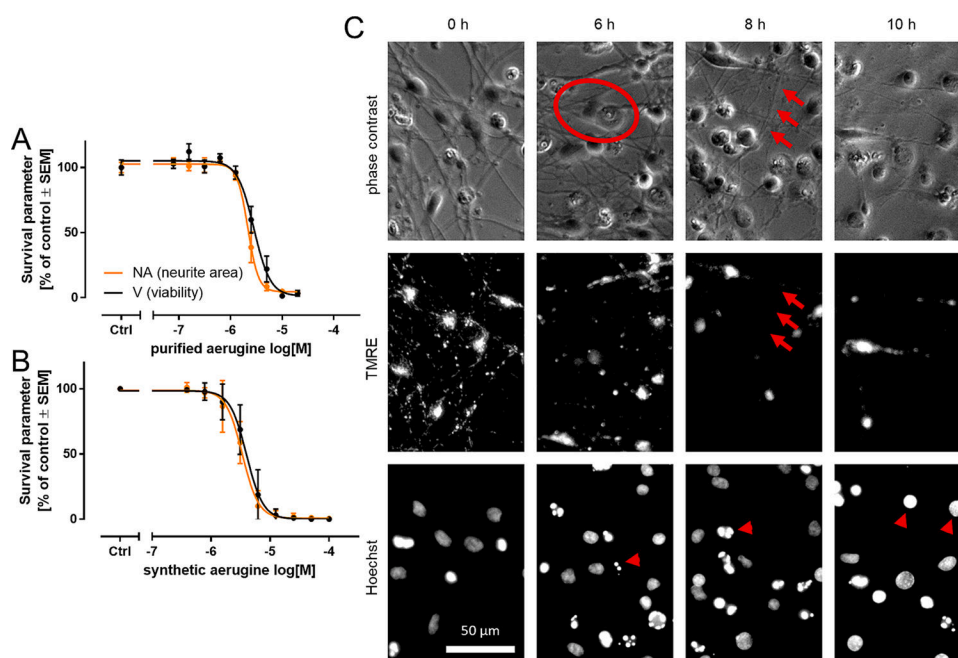 A
Survival parameter
[% of control ± SEM]
100
50
0
NA (neurite area)
V (viability)
Ctrl
-7
-6
-5
-4
purified aerugine log[M]
B
Survival parameter
[% of control ± SEM]
100
50
0
Ctrl
-7
-6
-5
-4
synthetic aerugine log[M]
C
0 h
6 h
8 h
10 h
phase contrast
TMRE
Hoechst
50 µm